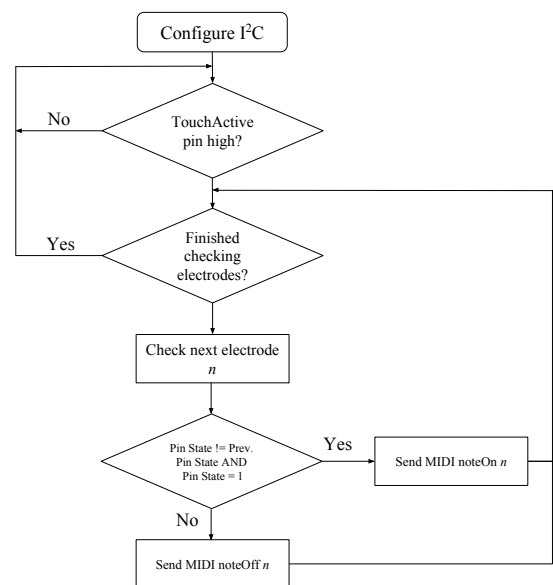 Configure I²C
TouchActive
pin high?
No
Finished
checking
electrodes?
Yes
Check next electrode
n
Pin State != Prev.
Pin State AND
Pin State = 1
Yes
Send MIDI noteOn n
No
Send MIDI noteOff n